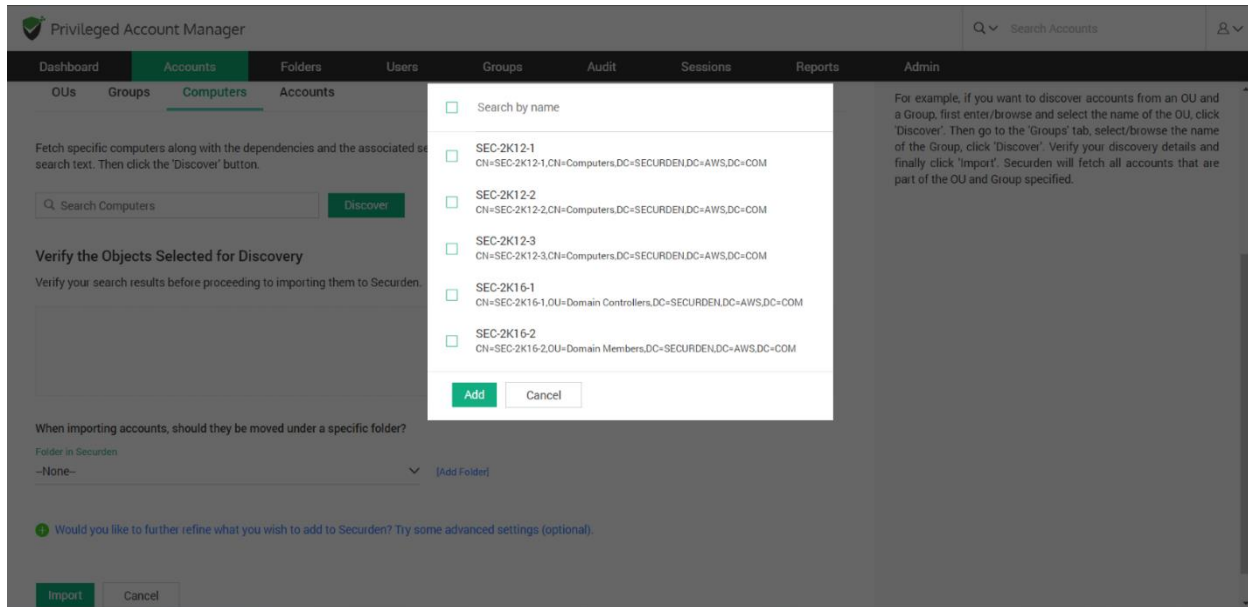 Privileged Account Manager
Search Accounts
Dashboard Accounts Folders Users Groups Audit Sessions Reports Admin
OUs Groups Computers Accounts
Fetch specific computers along with the dependencies and the associated se
search text. Then click the 'Discover' button.
Search Computers
Discover
Verify the Objects Selected for Discovery
Verify your search results before proceeding to importing them to Securden.
When importing accounts, should they be moved under a specific folder?
Folder in Securden
--None--
[Add Folder]
Would you like to further refine what you wish to add to Securden? Try some advanced settings (optional).
Import Cancel
Search by name
SEC-2K12-1
CN=SEC-2K12-1,CN=Computers,DC=SECURDEN,DC=AWS,DC=COM
SEC-2K12-2
CN=SEC-2K12-2,CN=Computers,DC=SECURDEN,DC=AWS,DC=COM
SEC-2K12-3
CN=SEC-2K12-3,CN=Computers,DC=SECURDEN,DC=AWS,DC=COM
SEC-2K16-1
CN=SEC-2K16-1,OU=Domain Controllers,DC=SECURDEN,DC=AWS,DC=COM
SEC-2K16-2
CN=SEC-2K16-2,OU=Domain Members,DC=SECURDEN,DC=AWS,DC=COM
Add Cancel
For example, if you want to discover accounts from an OU and
a Group, first enter/browse and select the name of the OU, click
'Discover'. Then go to the 'Groups' tab, select/browse the name
of the Group, click 'Discover'. Verify your discovery details and
finally click 'Import'. Securden will fetch all accounts that are
part of the OU and Group specified.